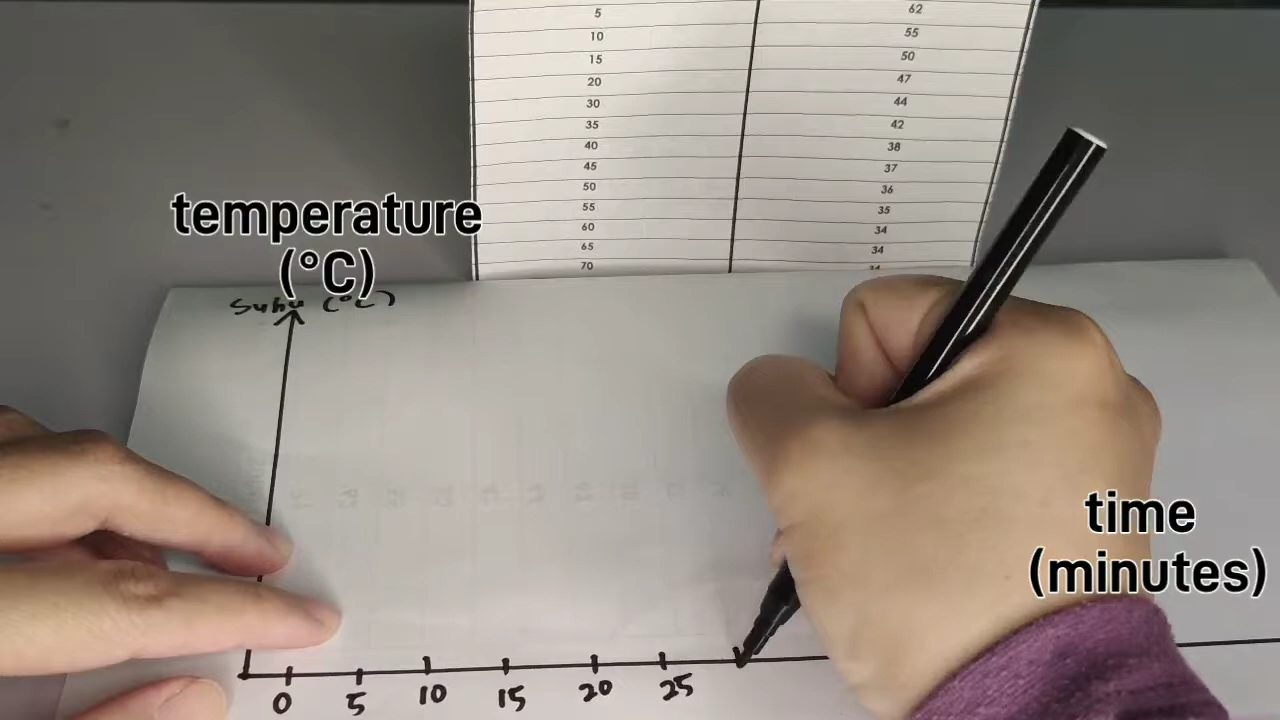 5 62
10 55
15 50
20 47
30 44
35 42
40 38
45 37
50 36
55 35
60 34
65 34
70 34
temperature
(°C)
Suhu (°C)
time
(minutes)
0 5 10 15 20 25